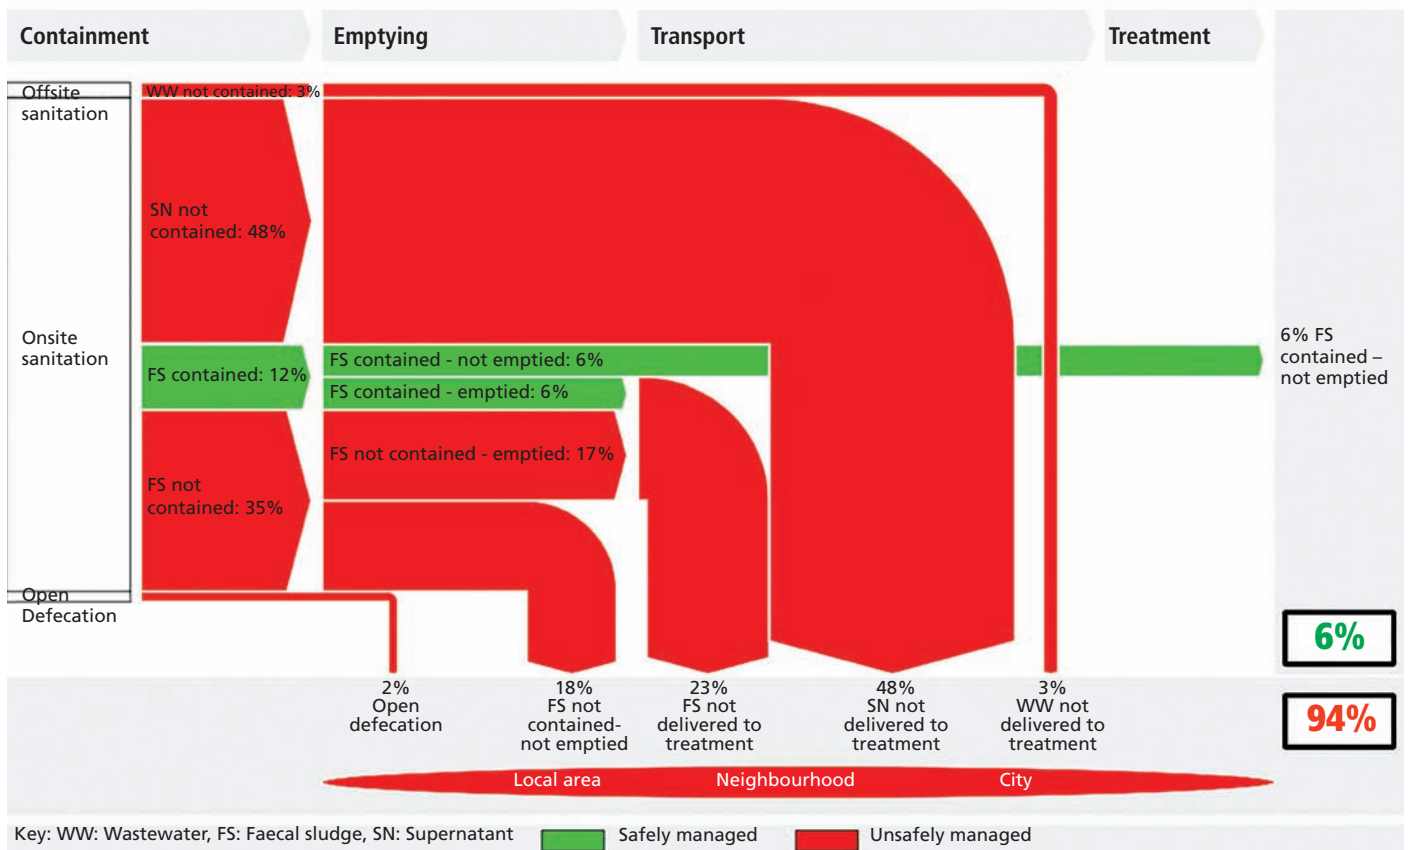 Containment
Emptying
Transport
Treatment
Offsite
sanitation
WW not contained: 3%
SN not
contained: 48%
Onsite
sanitation
FS contained: 12%
FS contained - not emptied: 6%
FS contained - emptied: 6%
FS not contained - emptied: 17%
FS not
contained: 35%
6% FS
contained –
not emptied
Open
Defecation
6%
94%
2%
Open
defecation
18%
FS not
contained-
not emptied
23%
FS not
delivered to
treatment
48%
SN not
delivered to
treatment
3%
WW not
delivered to
treatment
Local area
Neighbourhood
City
Key: WW: Wastewater, FS: Faecal sludge, SN: Supernatant
Safely managed
Unsafely managed